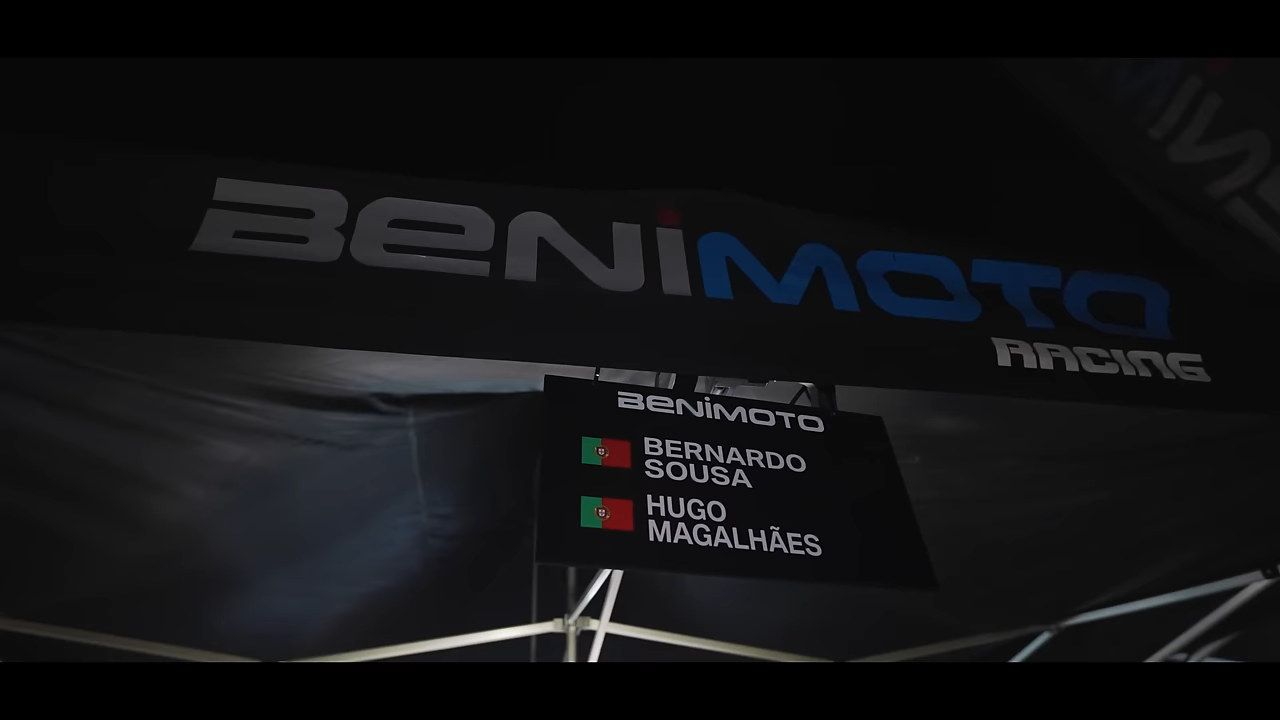 BENiMOTO
RACING
BENiMOTO
BERNARDO
SOUSA
HUGO
MAGALHÃES